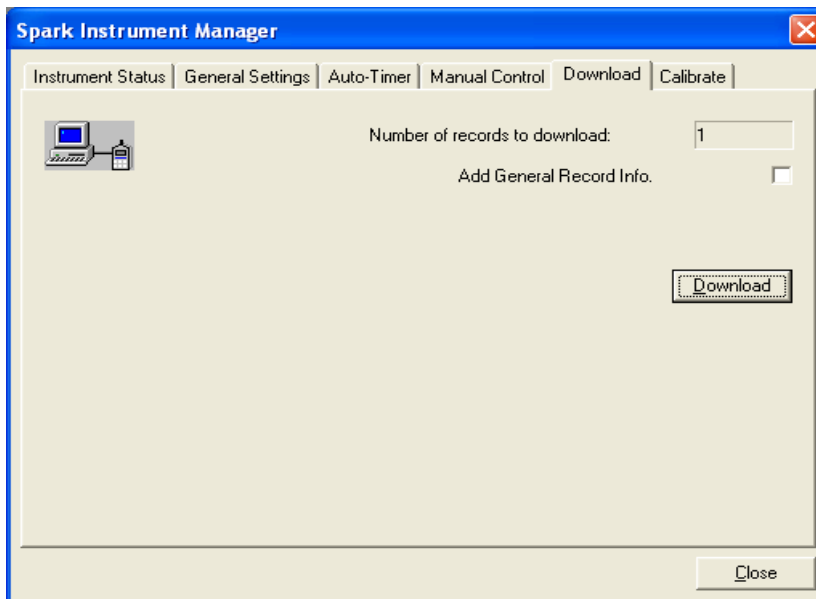 Spark Instrument Manager
Instrument Status General Settings Auto-Timer Manual Control Download Calibrate
Number of records to download: 1
Add General Record Info.
Download
Close